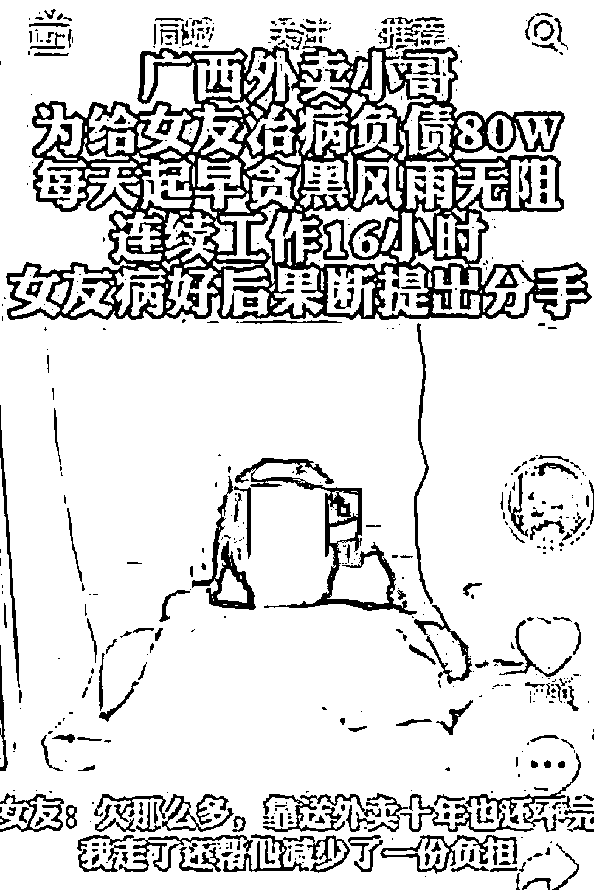 同城 关注 推荐
广西外卖小哥
为给女友治病负债80W
每天起早贪黑风雨无阻
连续工作16小时
女友病好后果断提出分手
女友：欠那么多，靠送外卖十年也还不完
我走了还帮他减少了一份负担